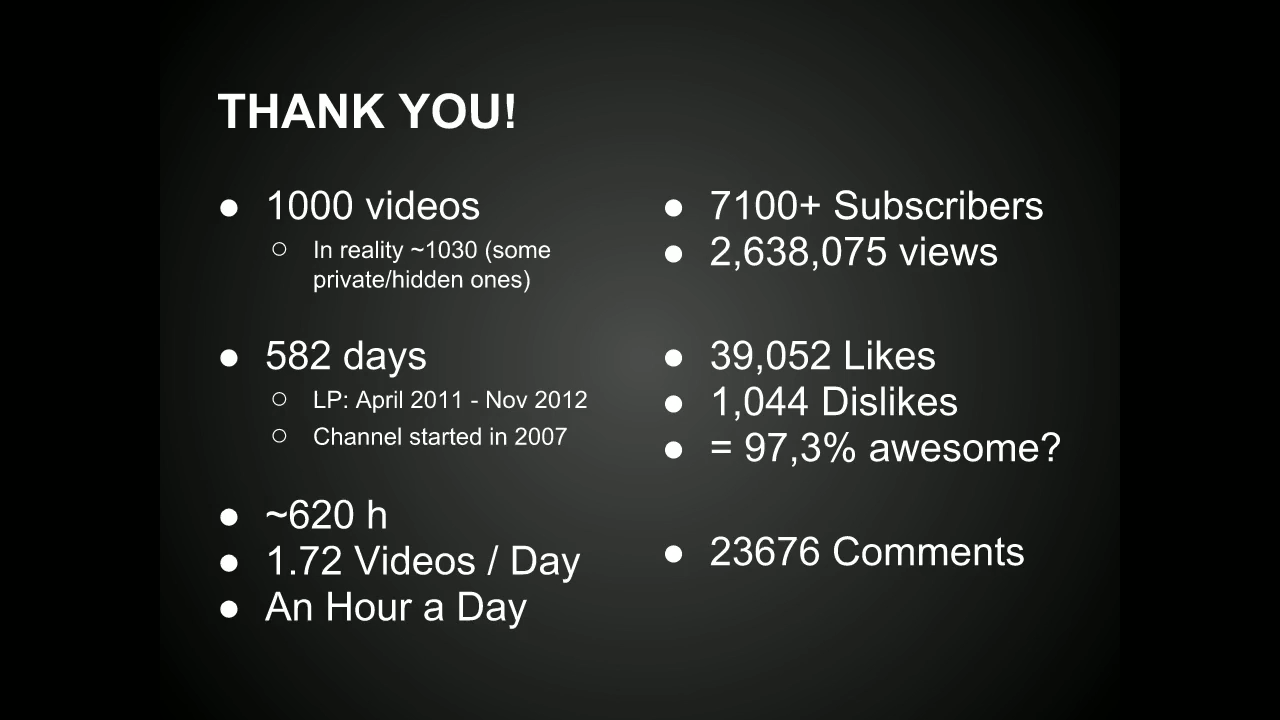 THANK YOU!
● 1000 videos
○ In reality ~1030 (some
private/hidden ones)
● 582 days
○ LP: April 2011 - Nov 2012
○ Channel started in 2007
● ~620 h
● 1.72 Videos / Day
● An Hour a Day
● 7100+ Subscribers
● 2,638,075 views
● 39,052 Likes
● 1,044 Dislikes
● = 97,3% awesome?
● 23676 Comments